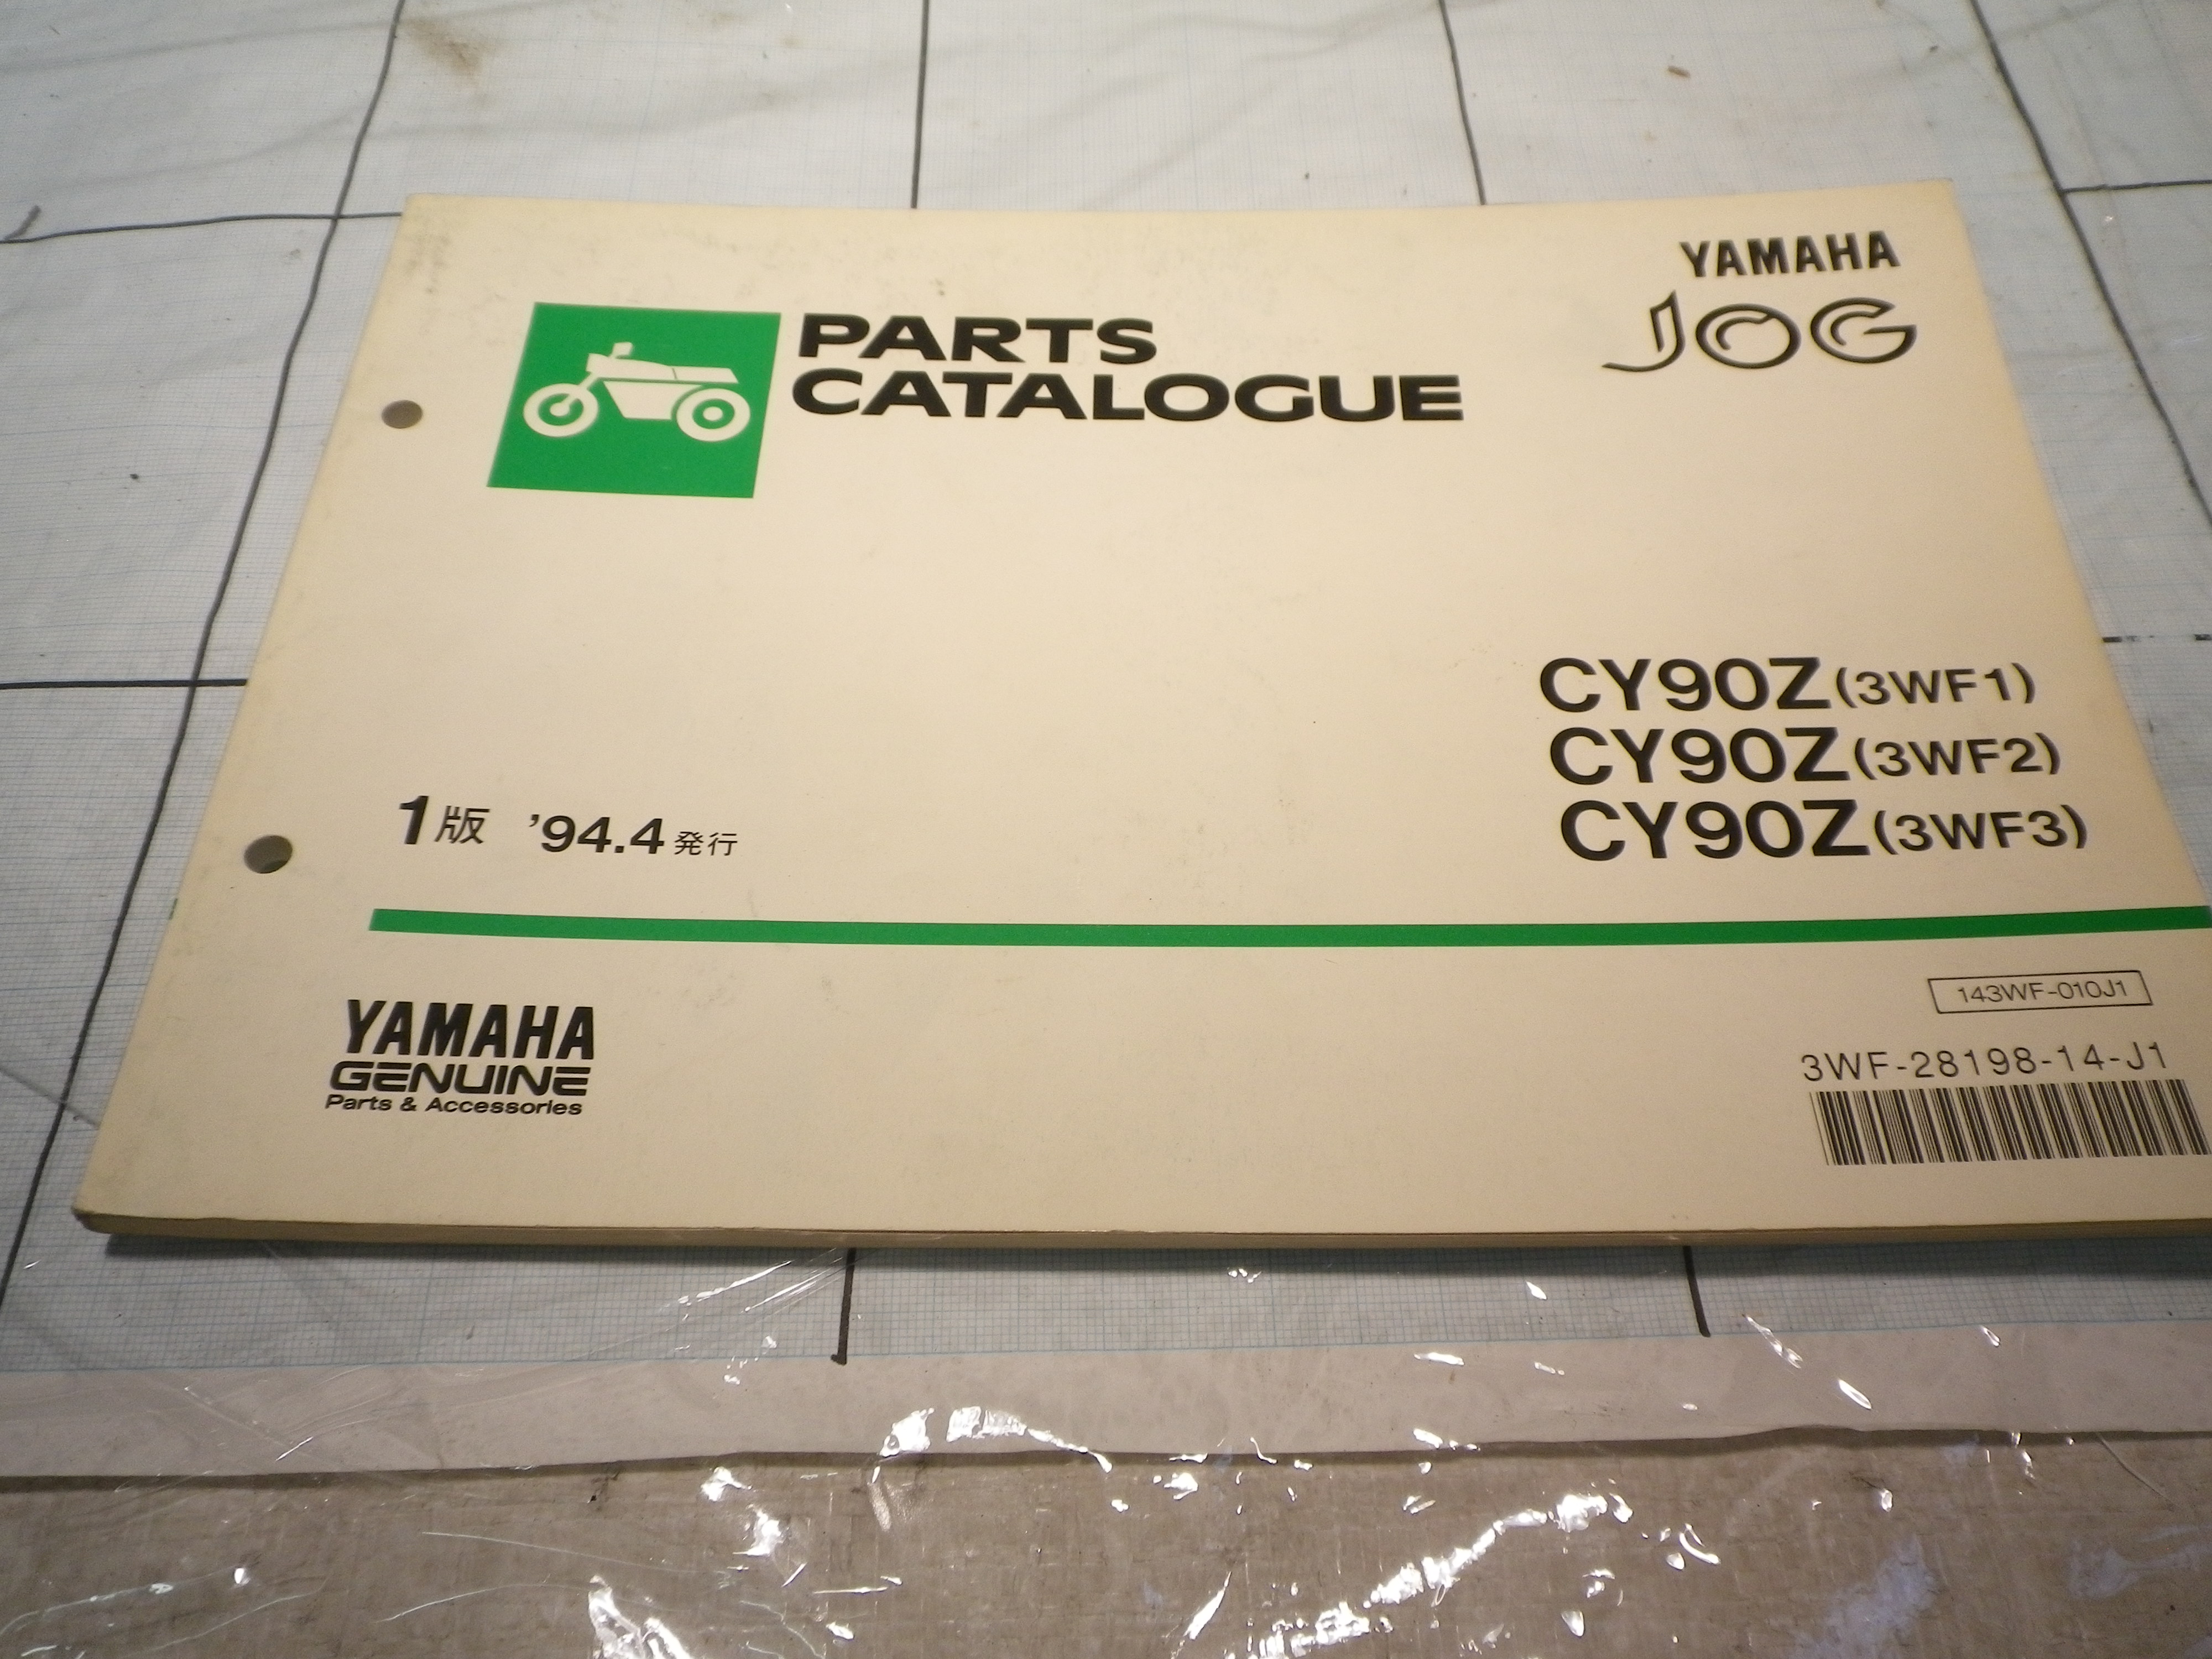 YAMAHA
JOG
PARTS
CATALOGUE
CY90Z(3WF1)
CY90Z(3WF2)
CY90Z(3WF3)
1版 '94.4発行
143WF-010J1
3WF-28198-14-J1
YAMAHA
GENUINE
Parts & Accessories